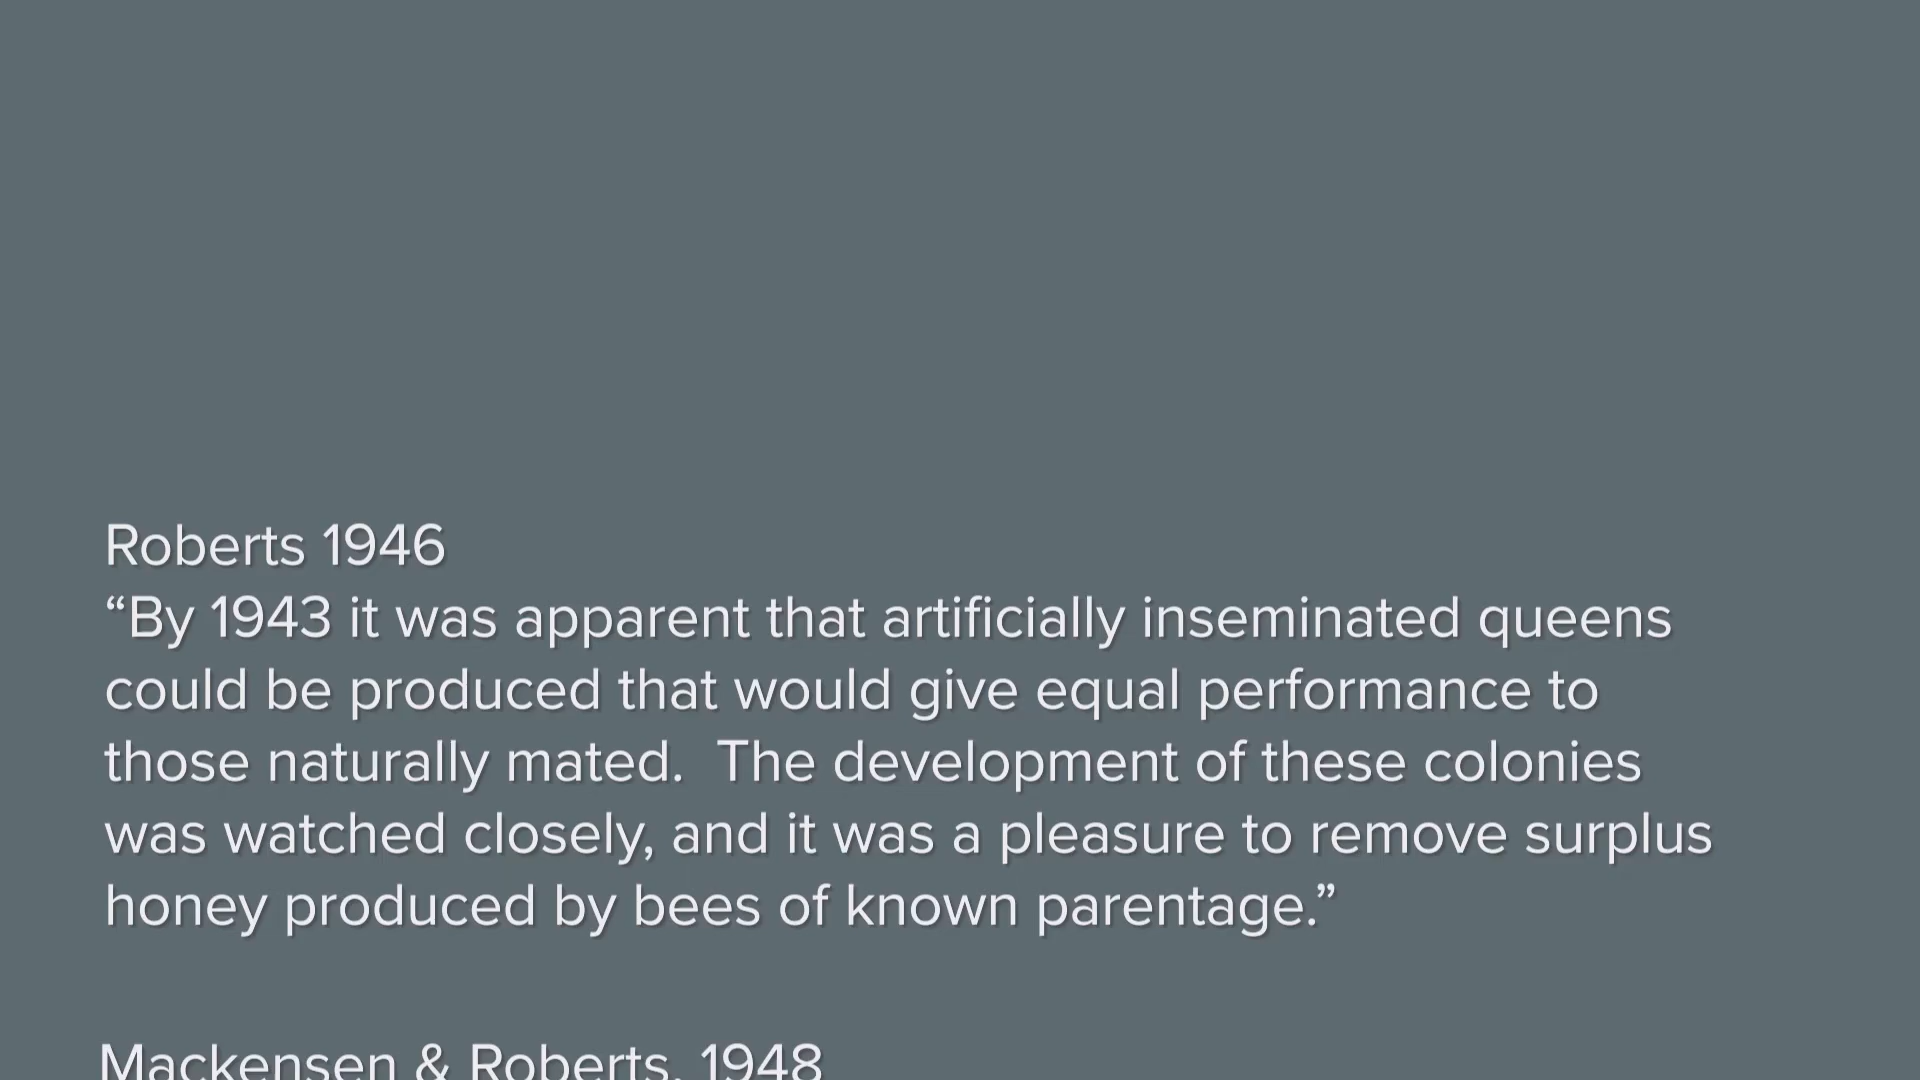 Roberts 1946
“By 1943 it was apparent that artificially inseminated queens
could be produced that would give equal performance to
those naturally mated.  The development of these colonies
was watched closely, and it was a pleasure to remove surplus
honey produced by bees of known parentage.”
Mackensen & Roberts, 1948